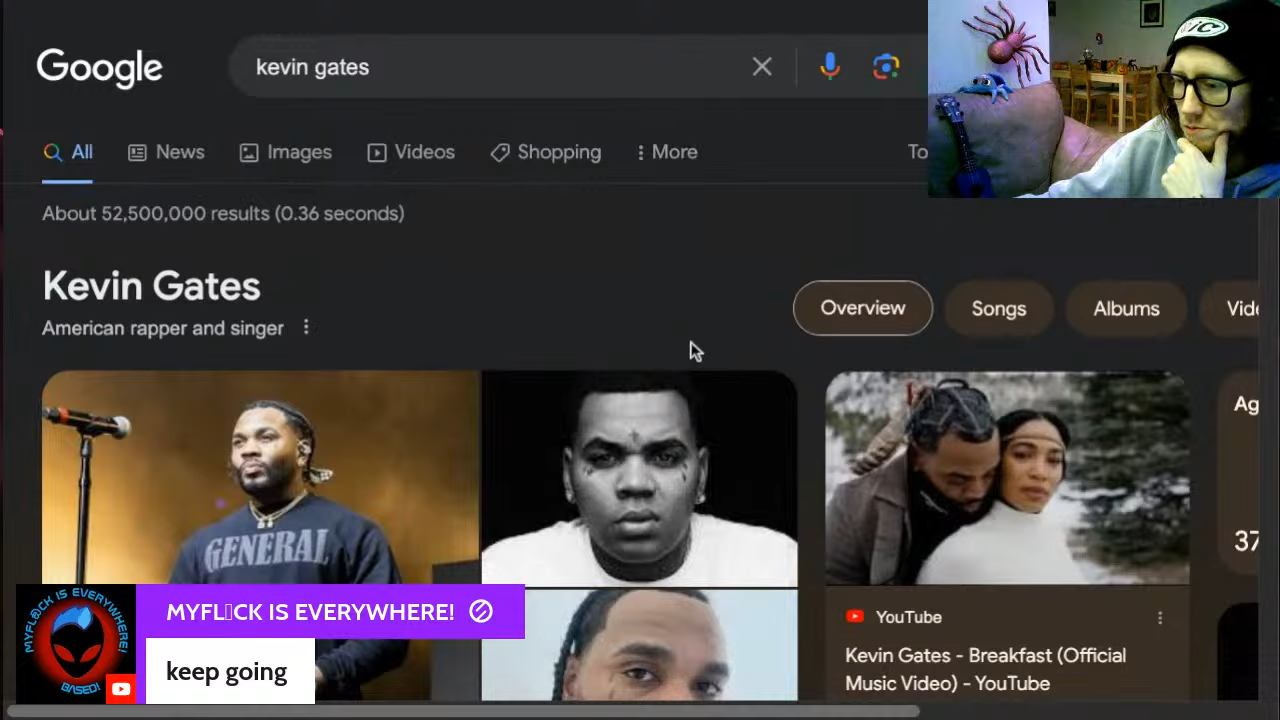 Google
kevin gates
All
News
Images
Videos
Shopping
More
To
About 52,500,000 results (0.36 seconds)
Kevin Gates
American rapper and singer
Overview
Songs
Albums
Vide
Ag
37
GENERAL
YouTube
Kevin Gates - Breakfast (Official
Music Video) - YouTube
MYFL▯CK IS EVERYWHERE!
keep going
BASED!